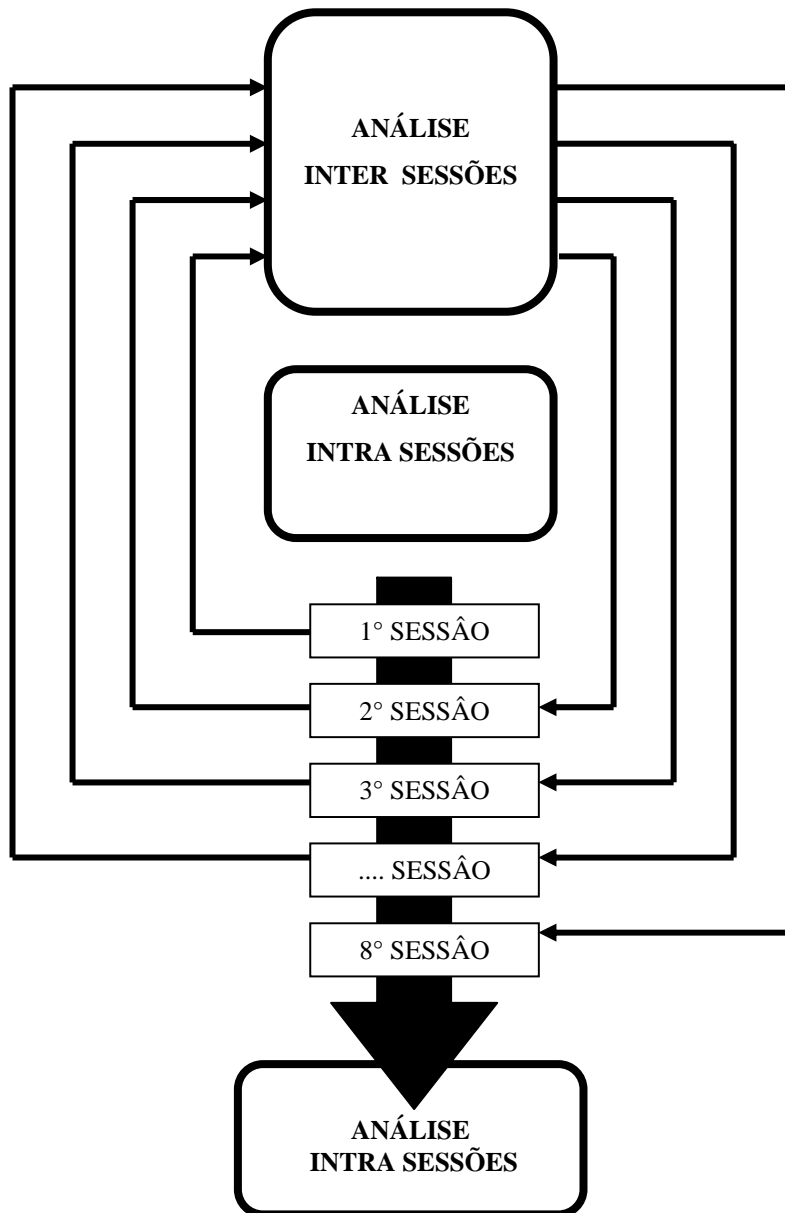 ANÁLISE
INTER SESSÕES
ANÁLISE
INTRA SESSÕES
1° SESSÂO
2° SESSÂO
3° SESSÂO
.... SESSÂO
8° SESSÂO
ANÁLISE
INTRA SESSÕES